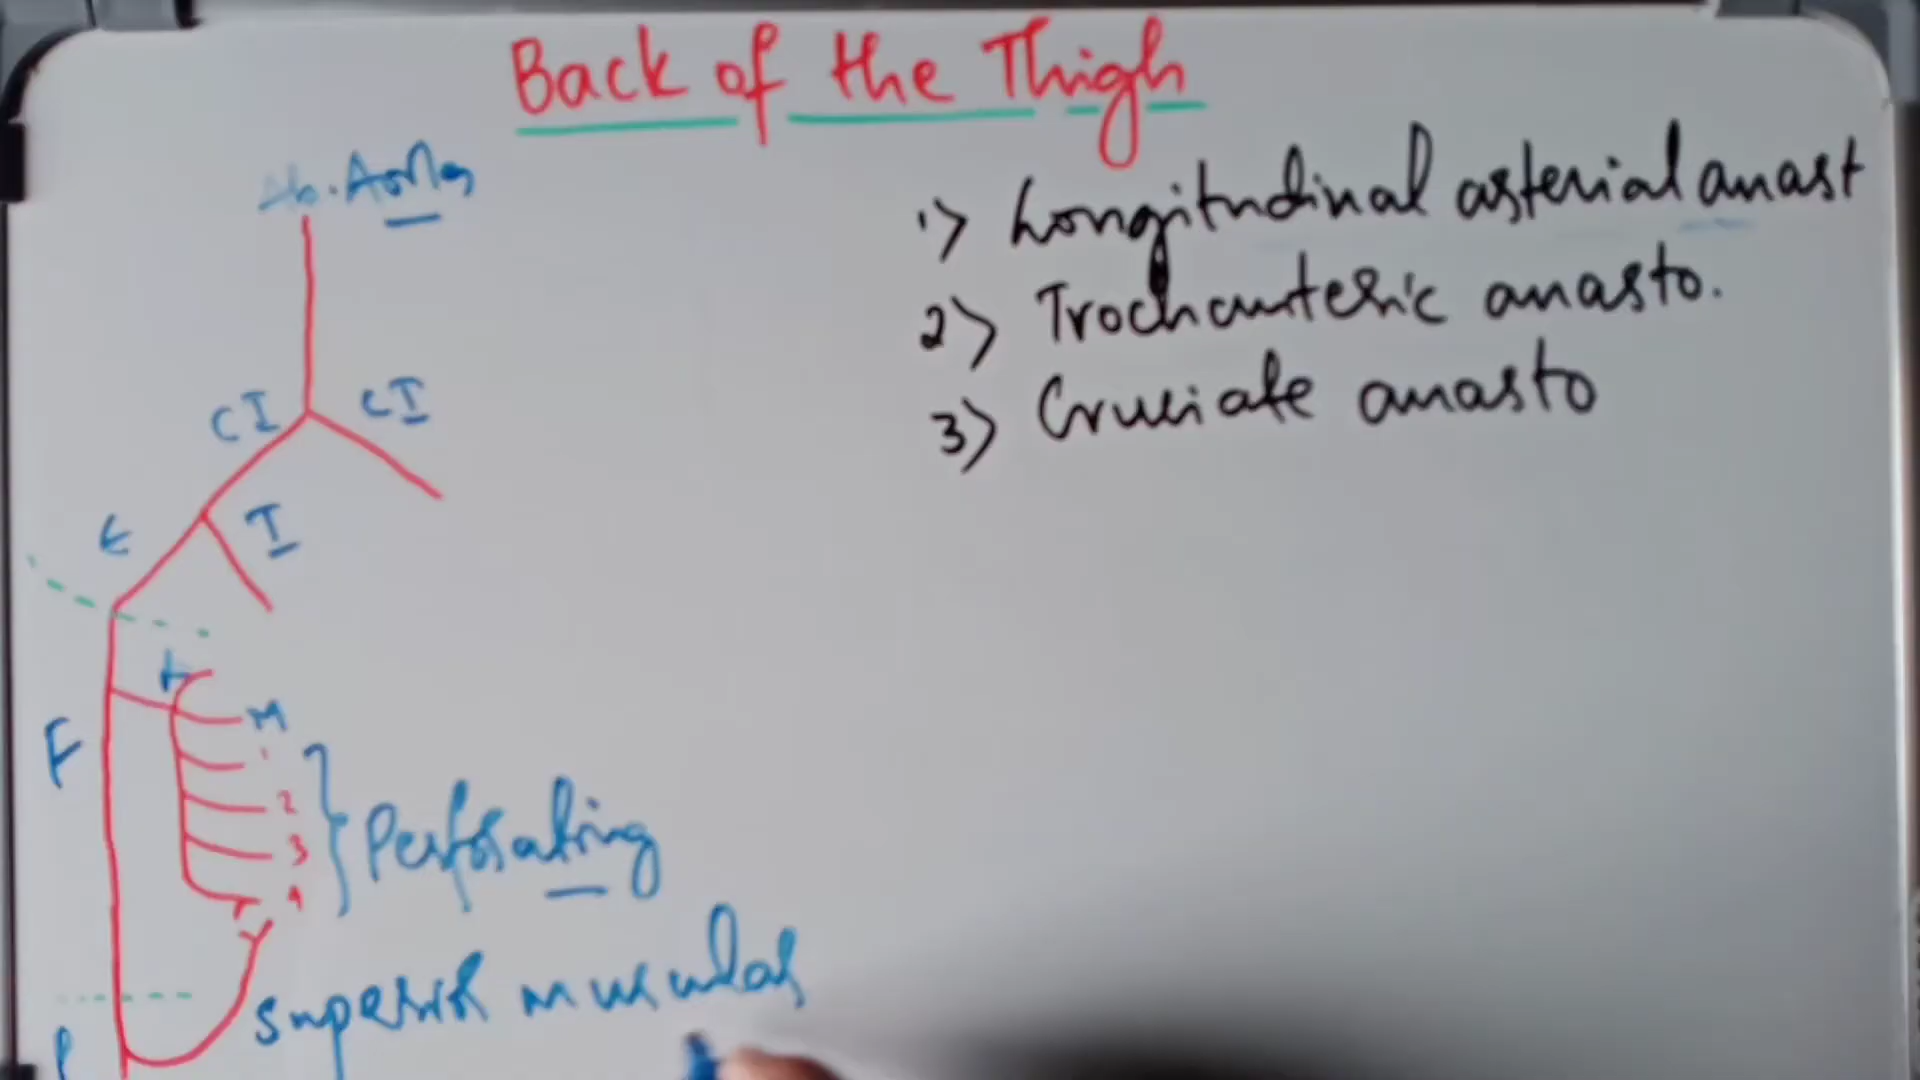 Back of the Thigh
Ab. Aorta
1) Longitudinal arterial anast
2) Trochanteric anasto.
3) Cruciate anasto
CI CI
E I
L
M
F
1
2
3
4
Perforating
Superior muscular
P